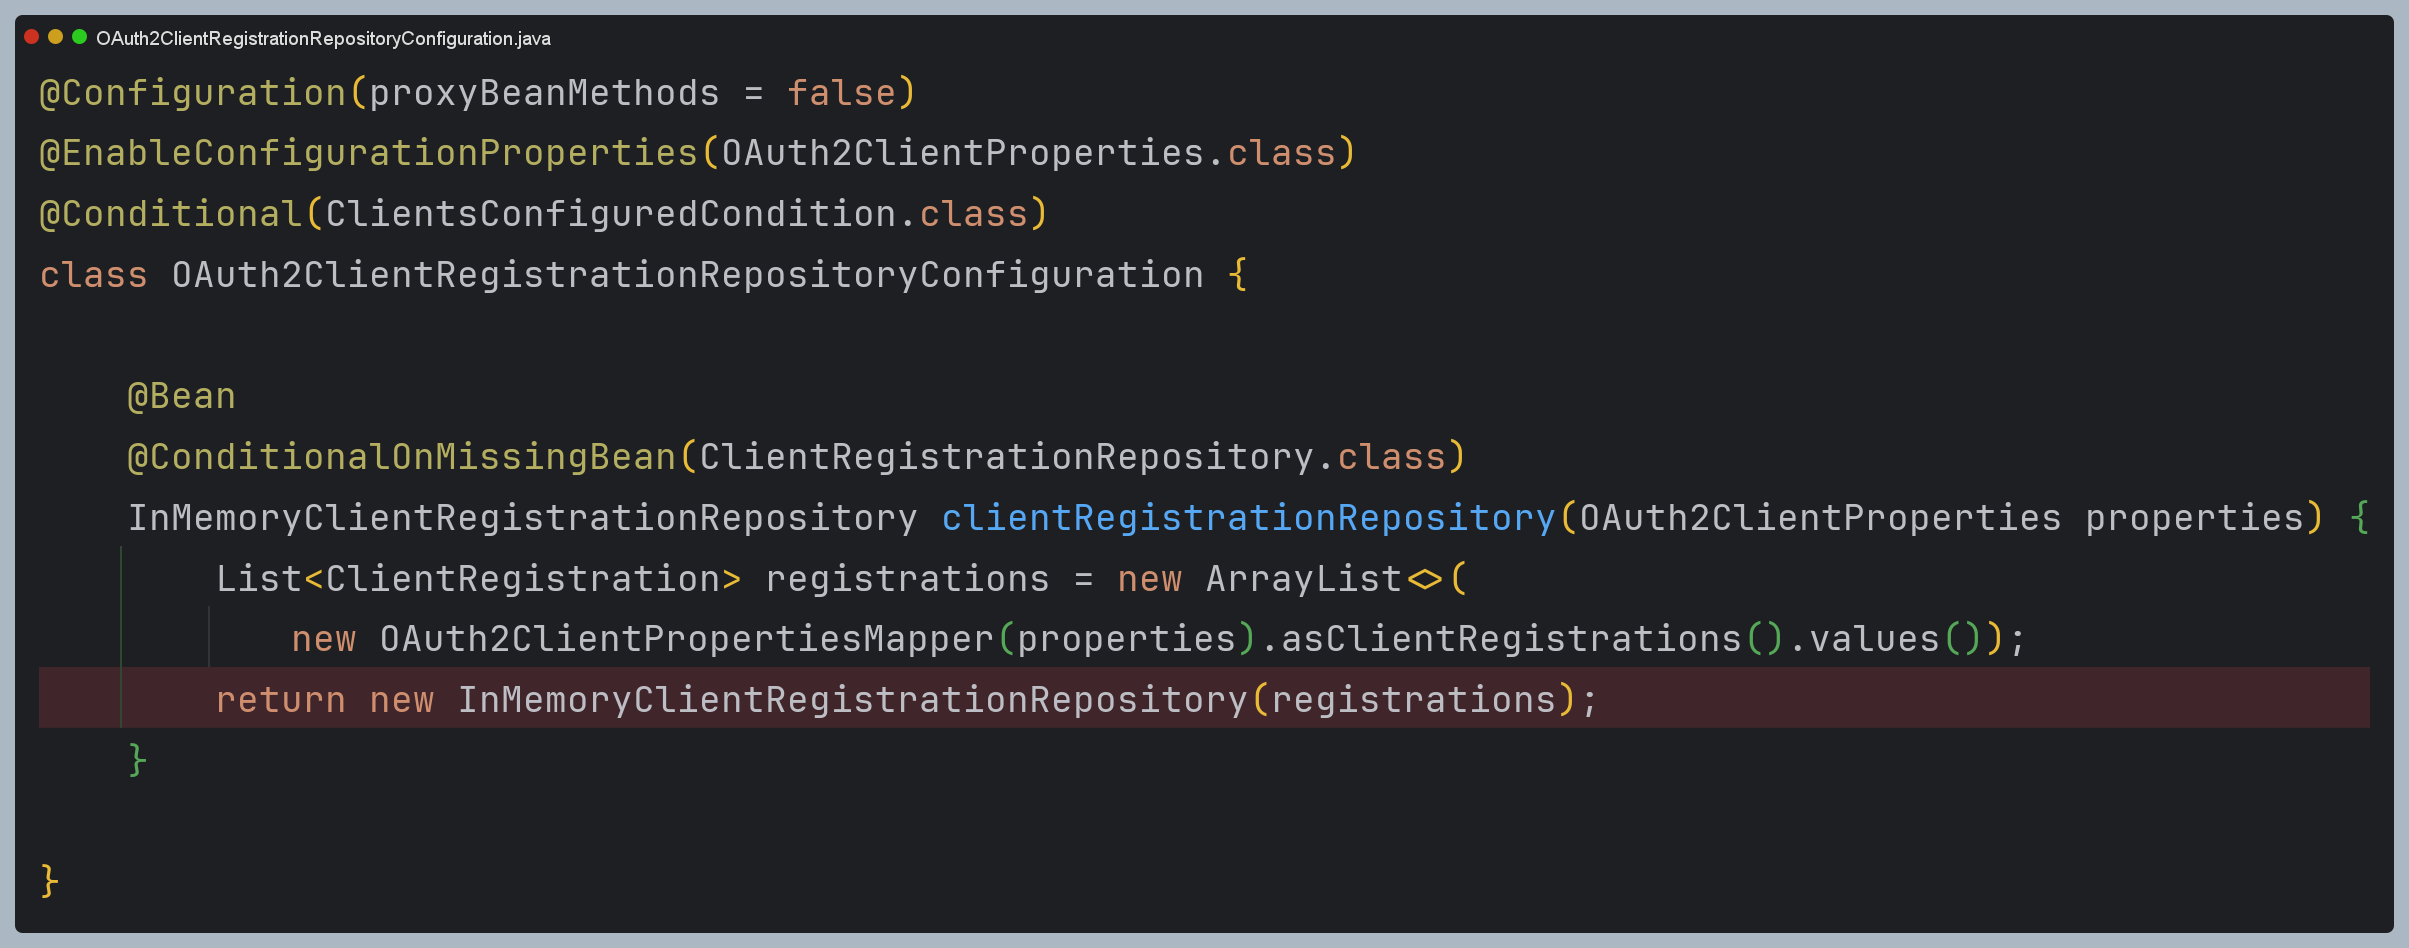 OAuth2ClientRegistrationRepositoryConfiguration.java
@Configuration(proxyBeanMethods = false)
@EnableConfigurationProperties(OAuth2ClientProperties.class)
@Conditional(ClientsConfiguredCondition.class)
class OAuth2ClientRegistrationRepositoryConfiguration {
@Bean
@ConditionalOnMissingBean(ClientRegistrationRepository.class)
InMemoryClientRegistrationRepository clientRegistrationRepository(OAuth2ClientProperties properties) {
List<ClientRegistration> registrations = new ArrayList<>(
new OAuth2ClientPropertiesMapper(properties).asClientRegistrations().values());
return new InMemoryClientRegistrationRepository(registrations);
}
}